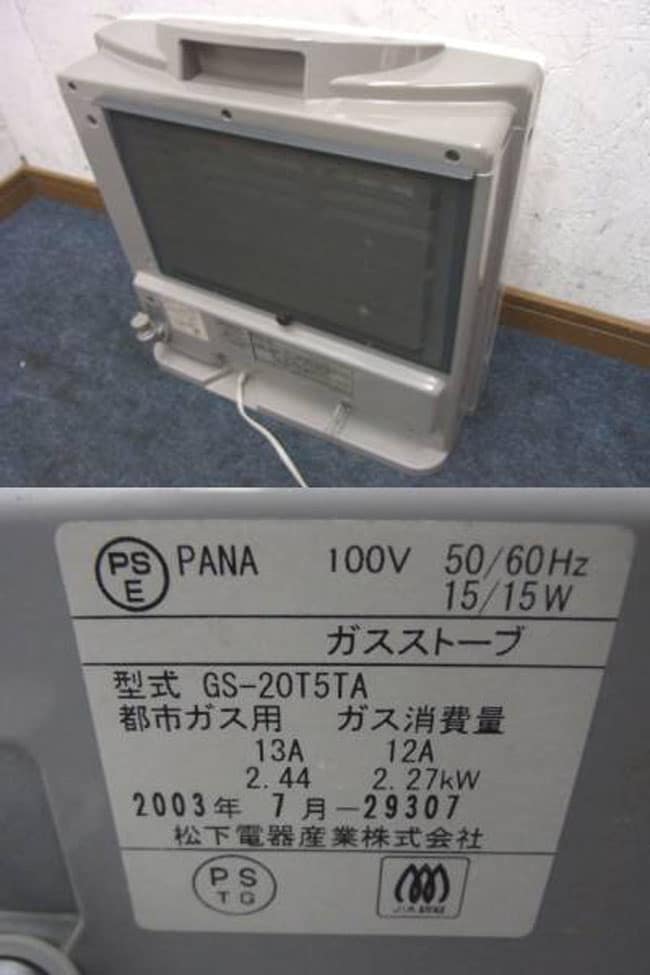 PS E PANA 100V 50/60Hz
15/15W
ガスストーブ
型式 GS-20T5TA
都市ガス用 ガス消費量
13A 12A
2.44 2.27kW
2003年 7月-29307
松下電器産業株式会社
PS
TG
JIA